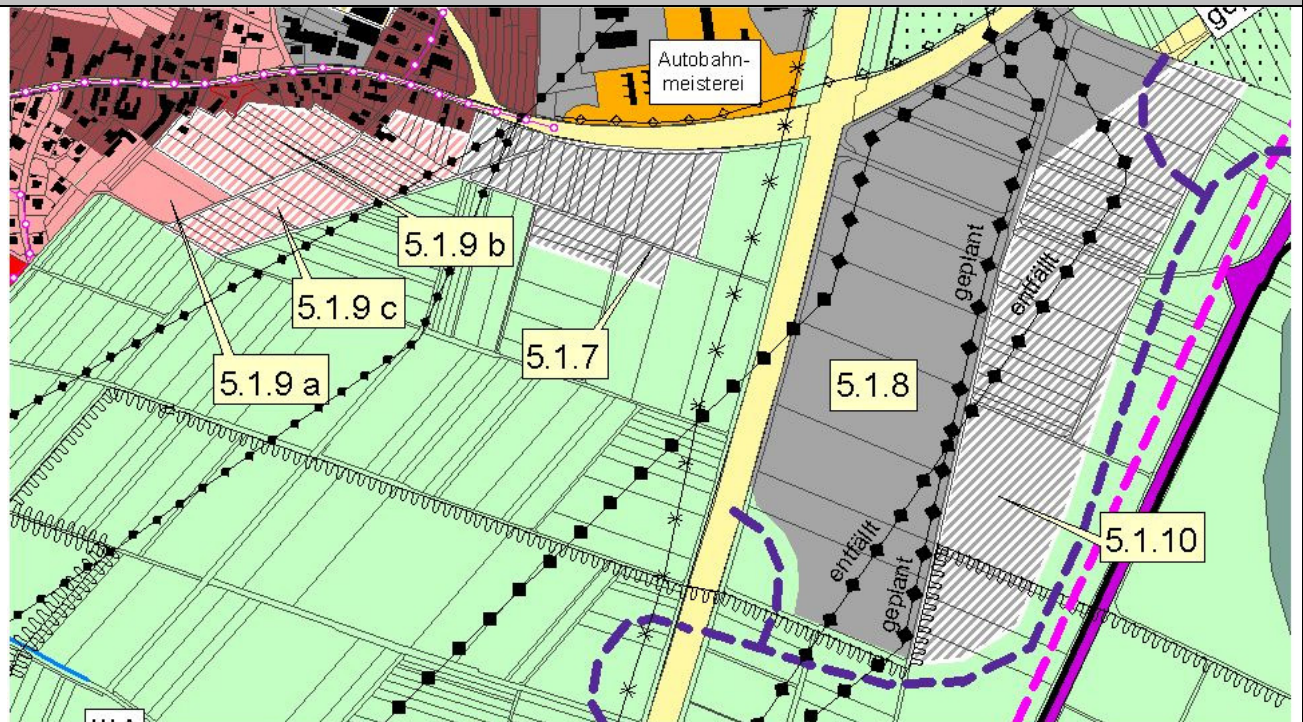 Autobahn-
meisterei
5.1.9 b
5.1.9 c
5.1.7
5.1.9 a
5.1.8
5.1.10
geplant
entfällt
entfällt
geplant